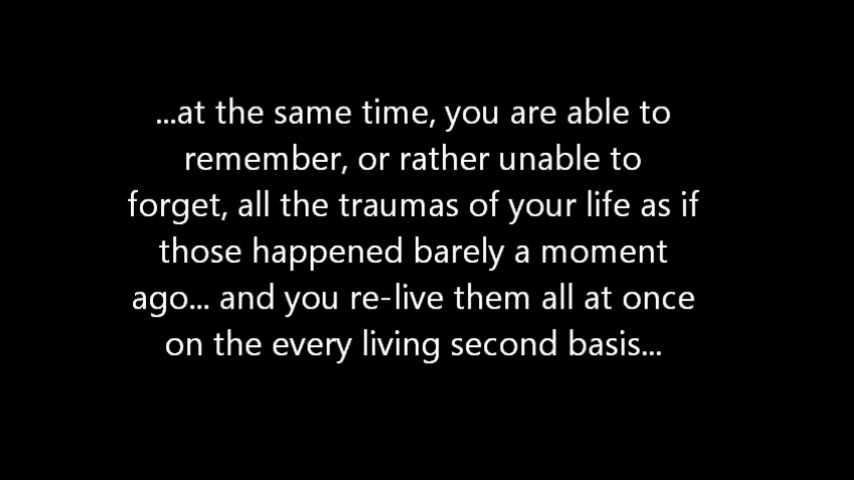 ...at the same time, you are able to
remember, or rather unable to
forget, all the traumas of your life as if
those happened barely a moment
ago... and you re-live them all at once
on the every living second basis...